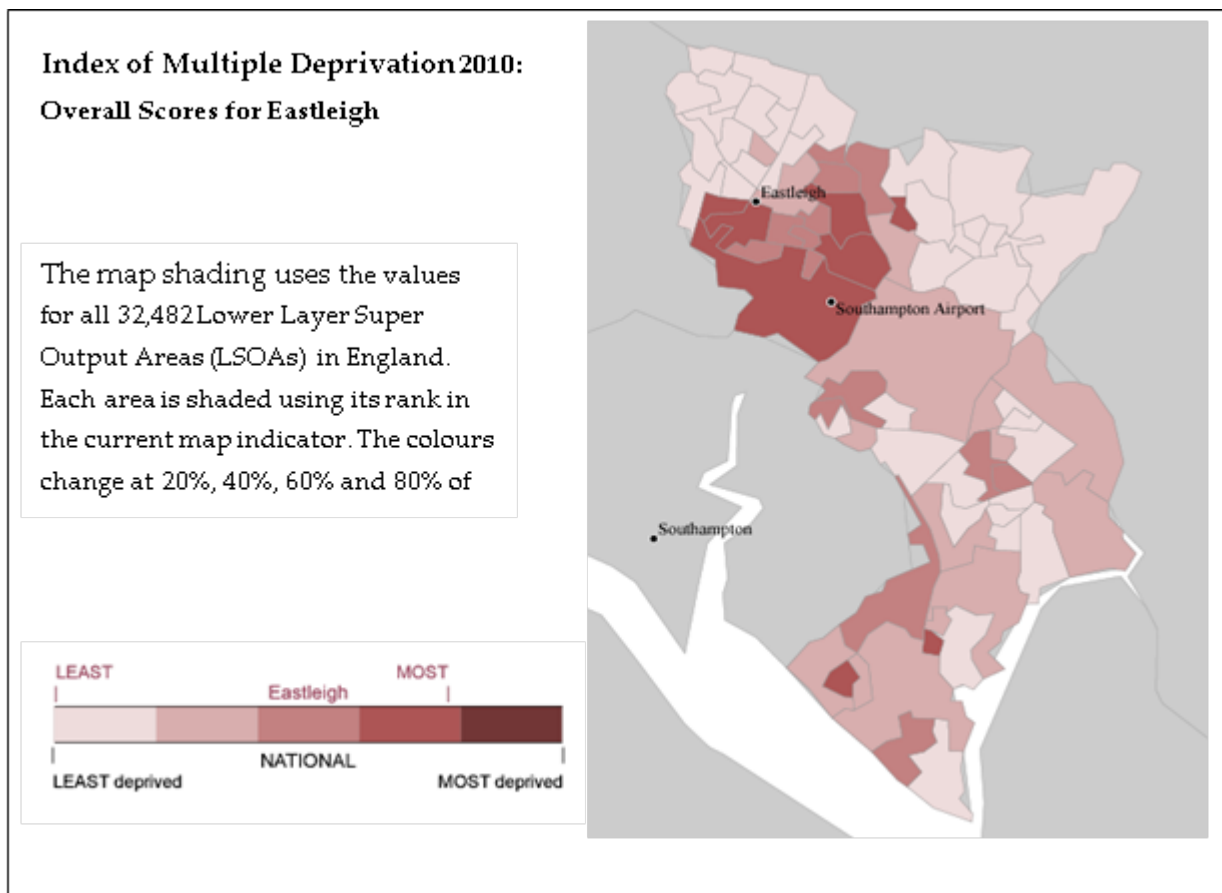 Index of Multiple Deprivation 2010:
Overall Scores for Eastleigh
The map shading uses the values
for all 32,482 Lower Layer Super
Output Areas (LSOAs) in England.
Each area is shaded using its rank in
the current map indicator. The colours
change at 20%, 40%, 60% and 80% of
LEAST
MOST
Eastleigh
NATIONAL
LEAST deprived
MOST deprived
Eastleigh
Southampton Airport
Southampton